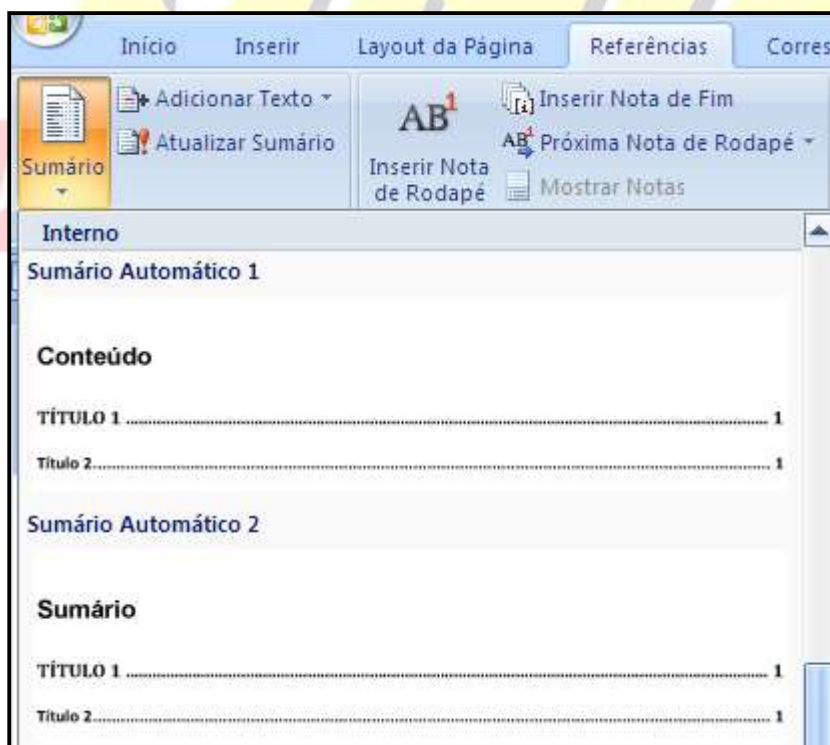 Início Inserir Layout da Página Referências Corres
Sumário
Adicionar Texto
Atualizar Sumário
AB1
Inserir Nota
de Rodapé
[i] Inserir Nota de Fim
AB1 Próxima Nota de Rodapé
Mostrar Notas
Interno
Sumário Automático 1
Conteúdo
TÍTULO 1 ........ 1
Título 2 ........ 1
Sumário Automático 2
Sumário
TÍTULO 1 ........ 1
Título 2 ........ 1